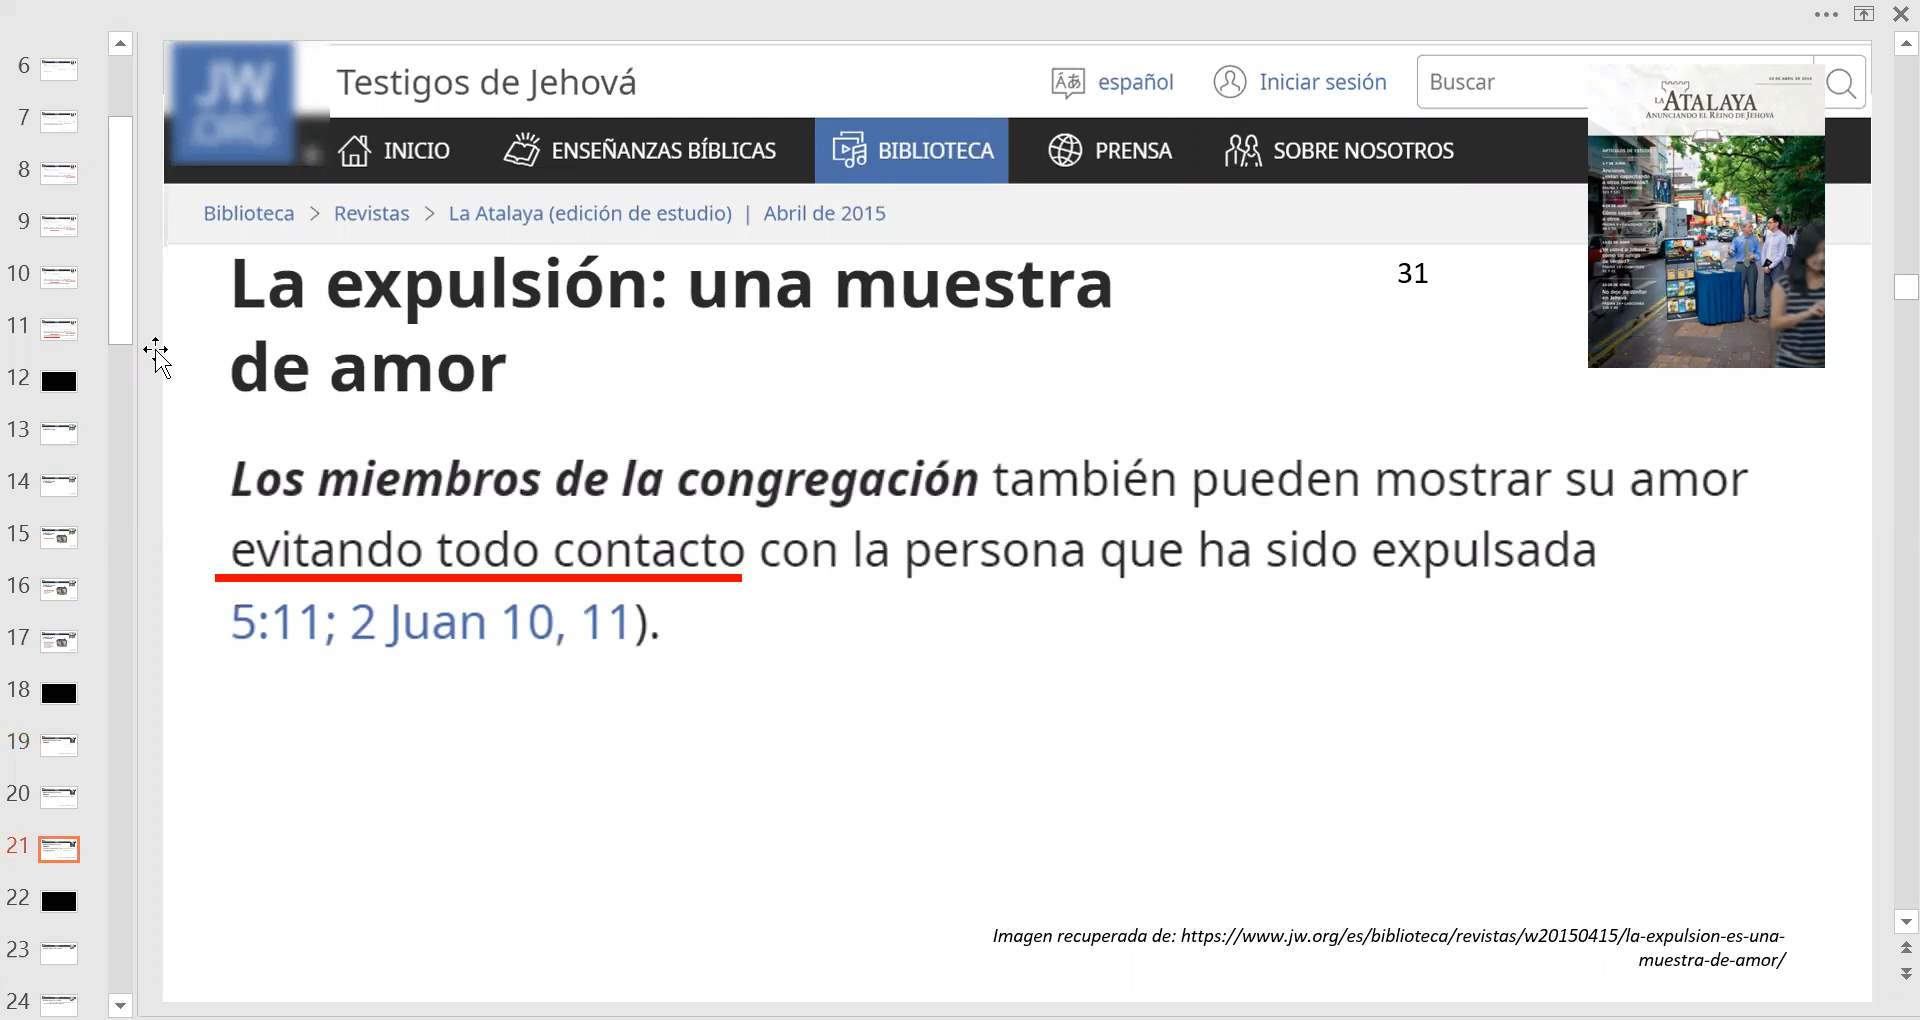 6
7
8
9
10
11
12
13
14
15
16
17
18
19
20
21
22
23
24
JW
.ORG
Testigos de Jehová
español
Iniciar sesión
Buscar
INICIO
ENSEÑANZAS BÍBLICAS
BIBLIOTECA
PRENSA
SOBRE NOSOTROS
Biblioteca > Revistas > La Atalaya (edición de estudio) | Abril de 2015
LA ATALAYA
ANUNCIANDO EL REINO DE JEHOVÁ
La expulsión: una muestra
de amor
31
Los miembros de la congregación también pueden mostrar su amor
evitando todo contacto con la persona que ha sido expulsada
5:11; 2 Juan 10, 11).
Imagen recuperada de: https://www.jw.org/es/biblioteca/revistas/w20150415/la-expulsion-es-una-
muestra-de-amor/